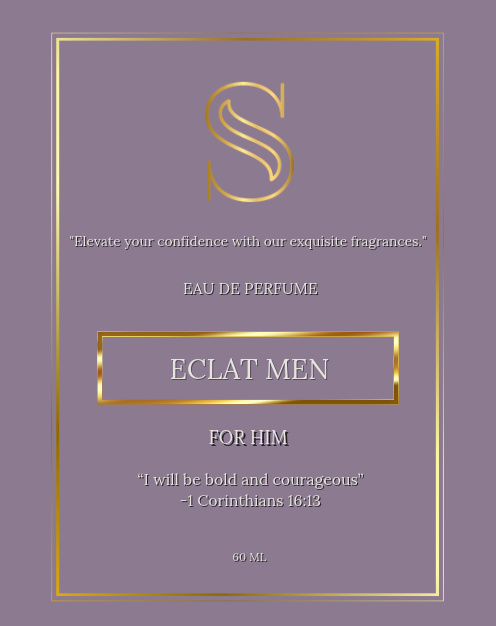 S
"Elevate your confidence with our exquisite fragrances."
EAU DE PERFUME
ECLAT MEN
FOR HIM
“I will be bold and courageous”
-1 Corinthians 16:13
60 ML